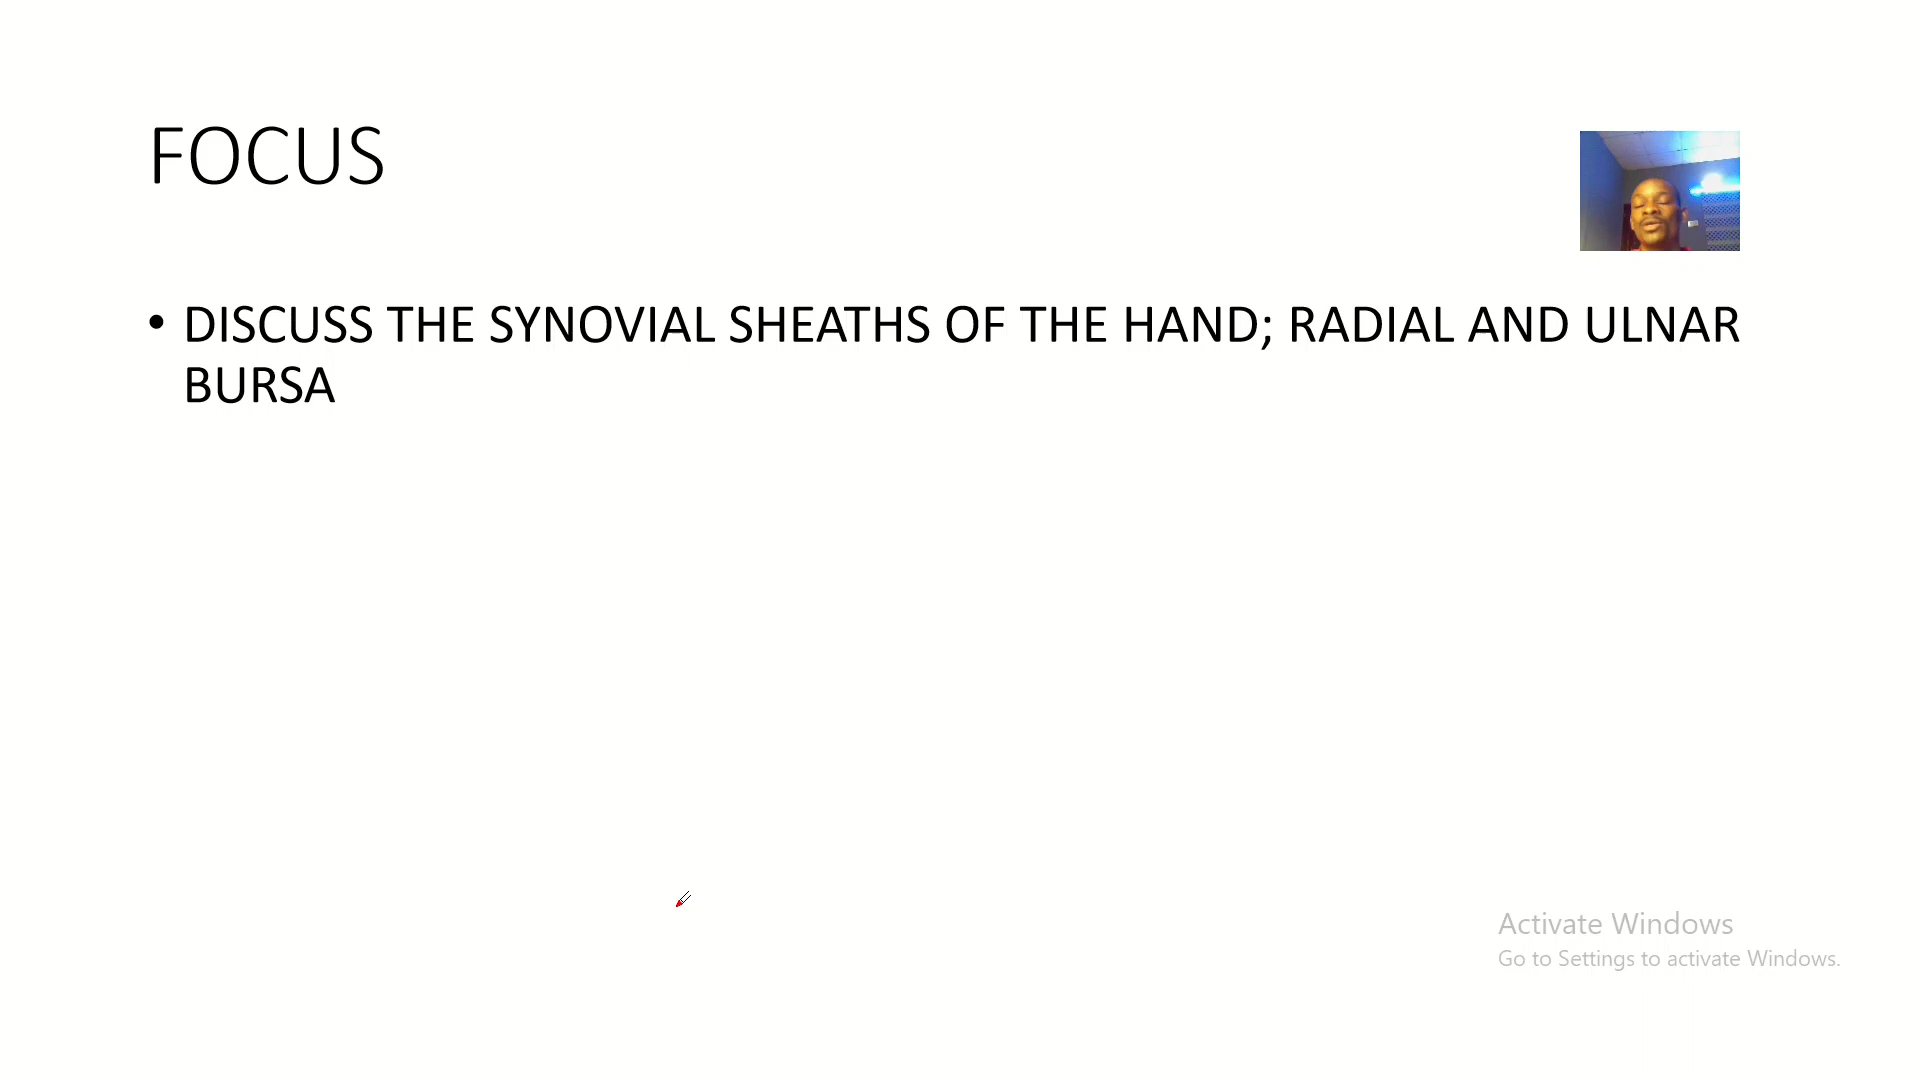 FOCUS
• DISCUSS THE SYNOVIAL SHEATHS OF THE HAND; RADIAL AND ULNAR
BURSA
Activate Windows
Go to Settings to activate Windows.